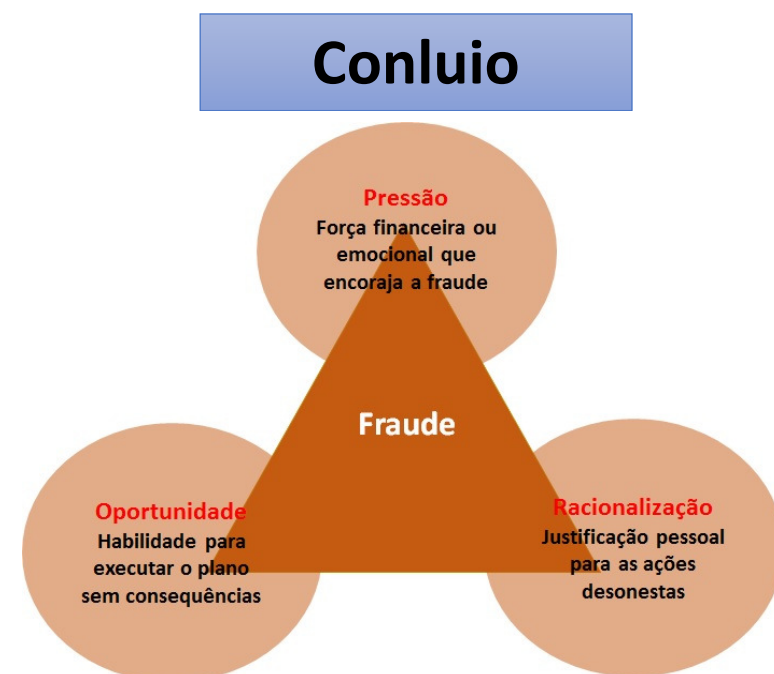 Conluio
Pressão
Força financeira ou
emocional que
encoraja a fraude
Fraude
Oportunidade
Habilidade para
executar o plano
sem consequências
Racionalização
Justificação pessoal
para as ações
desonestas